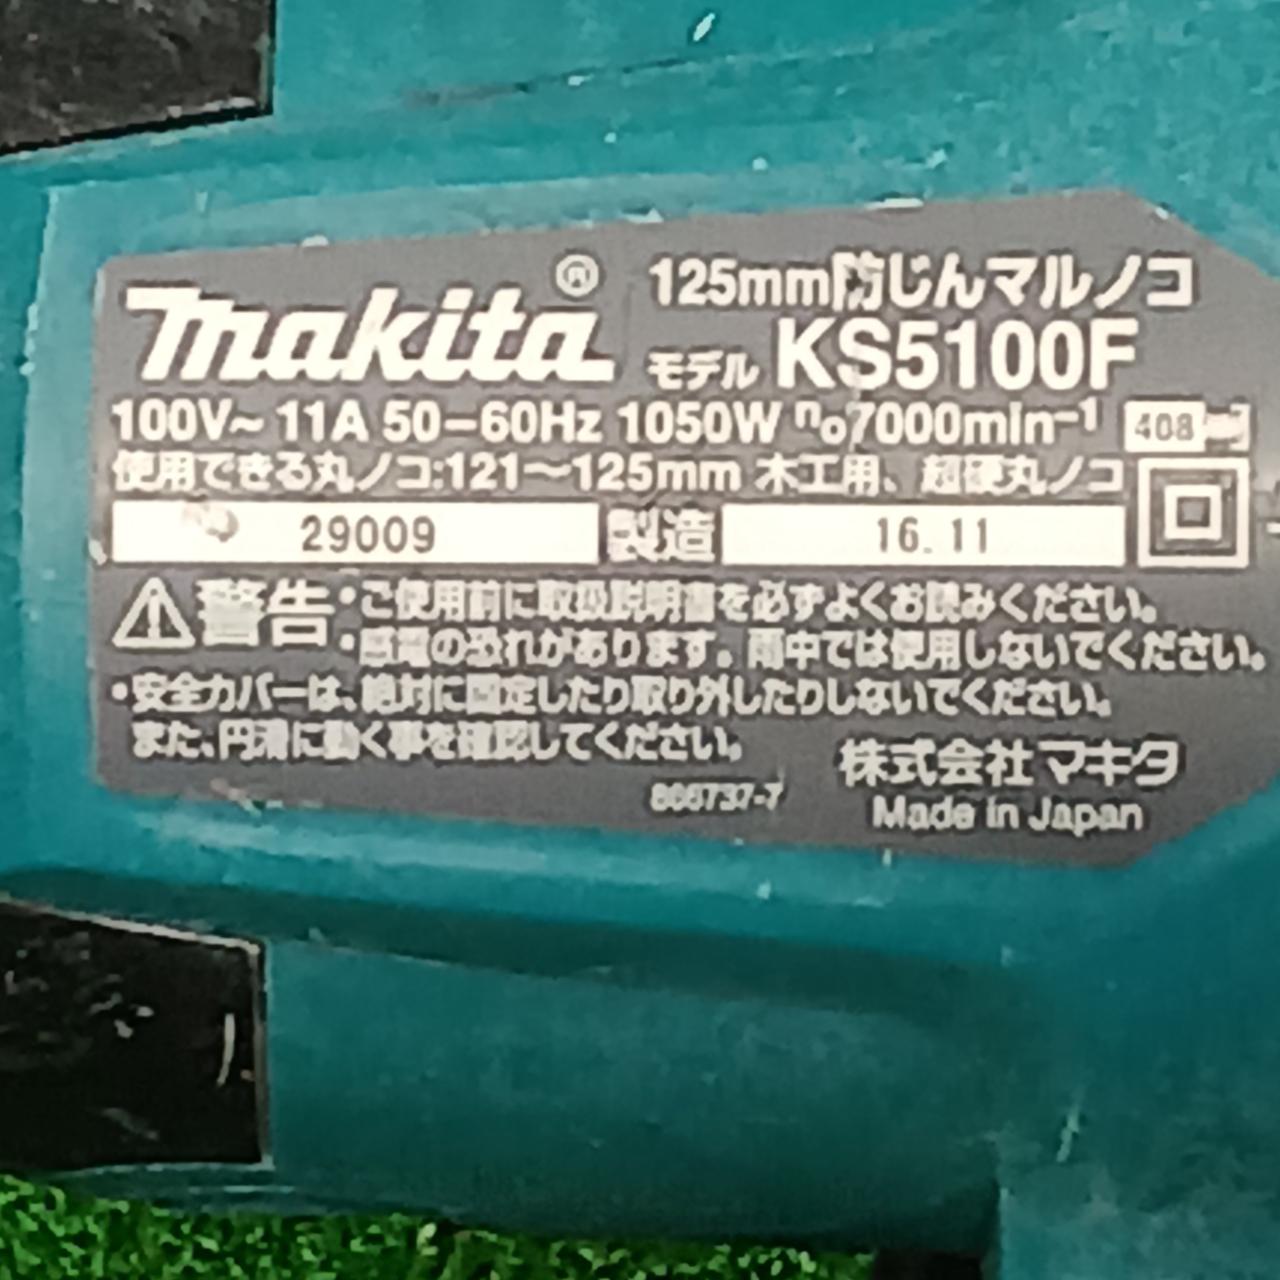 makita®
125mm防じんマルノコ
モデル KS5100F
100V~ 11A 50-60Hz 1050W n₀7000min⁻¹ 408
使用できる丸ノコ:121〜125mm 木工用、超硬丸ノコ
29009 製造 16.11
⚠警告・ご使用前に取扱説明書を必ずよくお読みください。
・感電の恐れがあります。雨中では使用しないでください。
・安全カバーは、絶対に固定したり取り外したりしないでください。
また、円滑に動く事を確認してください。
株式会社マキタ
866737-7
Made in Japan